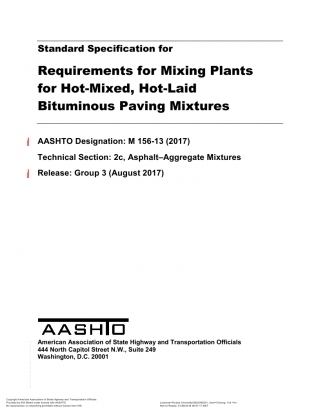 Standard Specification for
Requirements for Mixing Plants
for Hot-Mixed, Hot-Laid
Bituminous Paving Mixtures
AASHTO Designation: M 156-13 (2017)
Technical Section: 2c, Asphalt–Aggregate Mixtures
Release: Group 3 (August 2017)
AASHTO
American Association of State Highway and Transportation Officials
444 North Capitol Street N.W., Suite 249
Washington, D.C. 20001